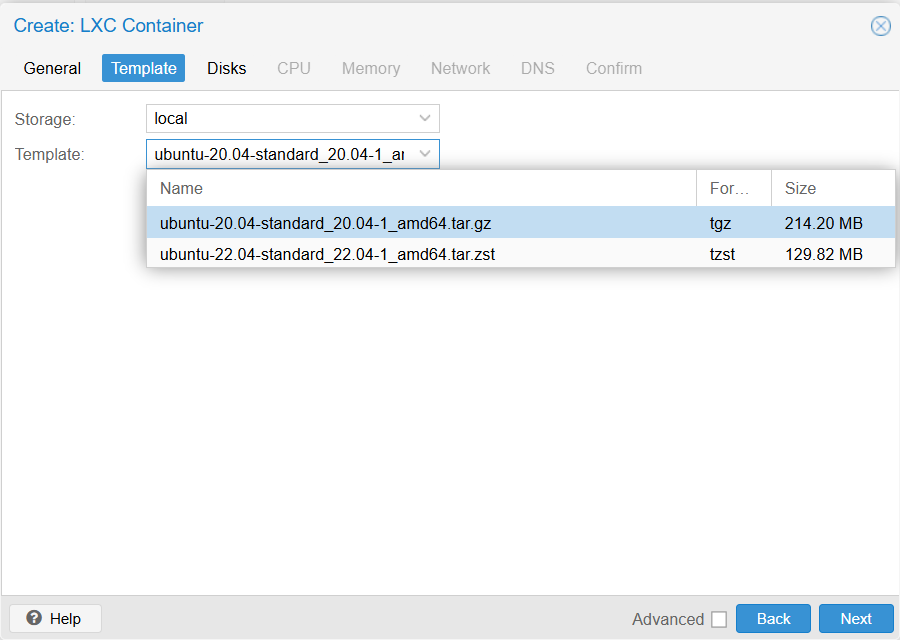 Create: LXC Container
General Template Disks CPU Memory Network DNS Confirm
Storage: local
Template: ubuntu-20.04-standard_20.04-1_ar
Name For... Size
ubuntu-20.04-standard_20.04-1_amd64.tar.gz tgz 214.20 MB
ubuntu-22.04-standard_22.04-1_amd64.tar.zst tzst 129.82 MB
Help Advanced Back Next